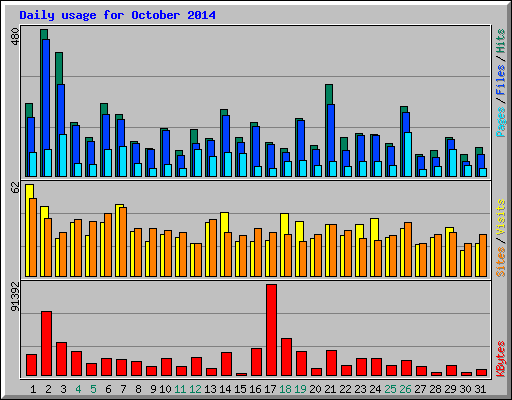 Daily usage for October 2014
480
Pages / Files / Hits
62
Sites / Visits
91392
KBytes
1 2 3 4 5 6 7 8 9 10 11 12 13 14 15 16 17 18 19 20 21 22 23 24 25 26 27 28 29 30 31